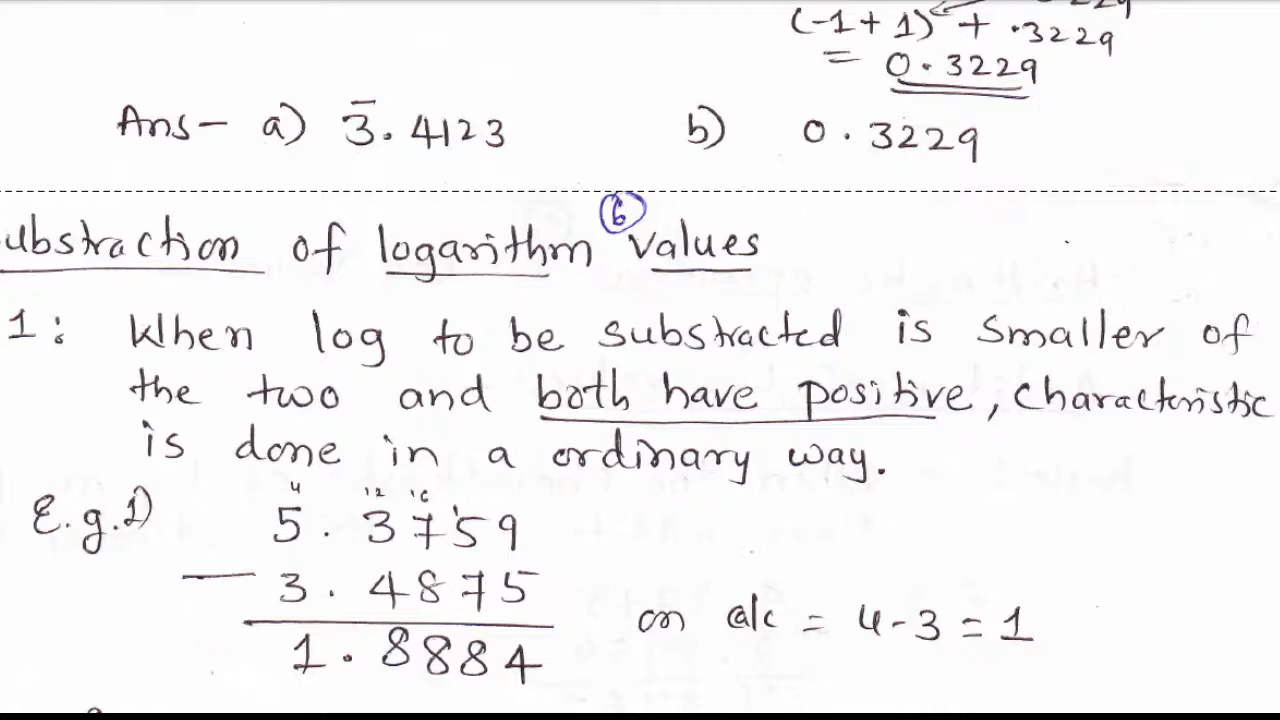 (-1+1) + .3229
= 0.3229
Ans- a) 3̄.4123 b) 0.3229
6
ubstraction of logarithm values
1: When log to be substracted is smaller of
the two and both have positive, characteristic
is done in a ordinary way.
4 12 16 1
E.g.1) 5.3759
- 3.4875 on calc = 4-3=1
1.8884